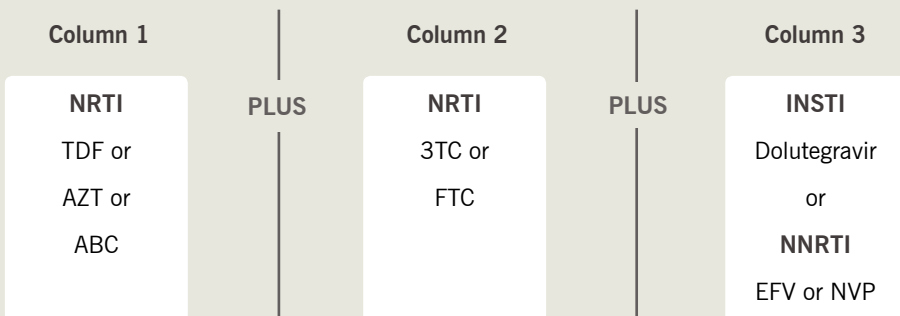 Column 1
NRTI
TDF or
AZT or
ABC
PLUS
Column 2
NRTI
3TC or
FTC
PLUS
Column 3
INSTI
Dolutegravir
or
NNRTI
EFV or NVP